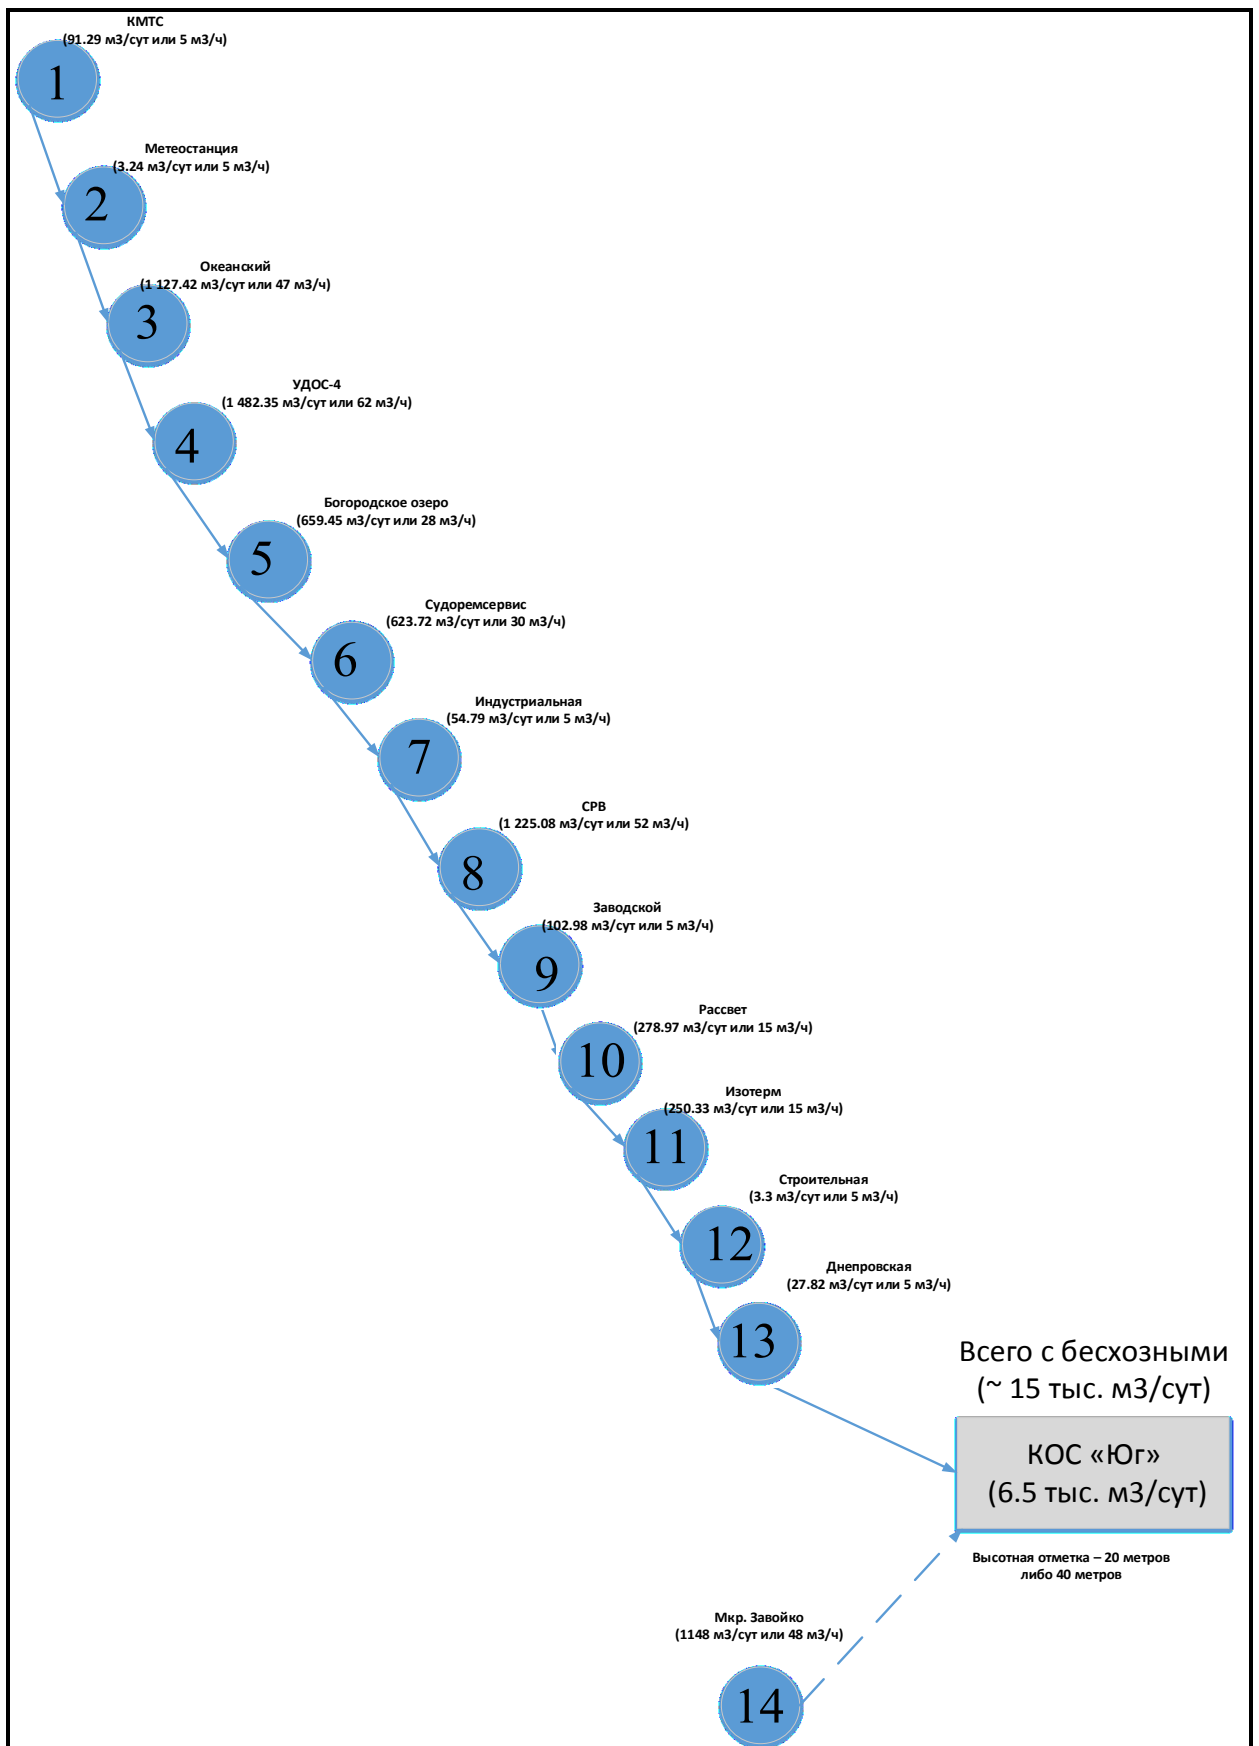 КМТС
(91.29 м3/сут или 5 м3/ч)
1
Метеостанция
(3.24 м3/сут или 5 м3/ч)
2
Океанский
(1 127.42 м3/сут или 47 м3/ч)
3
УДОС-4
(1 482.35 м3/сут или 62 м3/ч)
4
Богородское озеро
(659.45 м3/сут или 28 м3/ч)
5
Судоремсервис
(623.72 м3/сут или 30 м3/ч)
6
Индустриальная
(54.79 м3/сут или 5 м3/ч)
7
СРВ
(1 225.08 м3/сут или 52 м3/ч)
8
Заводской
(102.98 м3/сут или 5 м3/ч)
9
Рассвет
(278.97 м3/сут или 15 м3/ч)
10
Изотерм
(250.33 м3/сут или 15 м3/ч)
11
Строительная
(3.3 м3/сут или 5 м3/ч)
12
Днепровская
(27.82 м3/сут или 5 м3/ч)
13
Всего с бесхозными
(~ 15 тыс. м3/сут)
КОС «Юг»
(6.5 тыс. м3/сут)
Высотная отметка – 20 метров
либо 40 метров
Мкр. Завойко
(1148 м3/сут или 48 м3/ч)
14